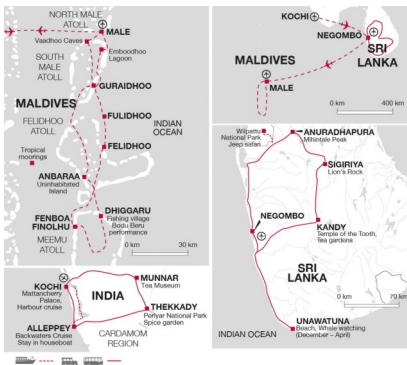 NORTH MALE
ATOLL
MALE
Vaadhoo Caves
Emboodhoo
Lagoon
SOUTH
MALE
ATOLL
GURAIDHOO
MALDIVES
FULIDHOO
INDIAN
OCEAN
FELIDHOO
ATOLL
FELIDHOO
Tropical
moorings
ANBARAA
Uninhabited
Island
DHIGGARU
Fishing village
Bodu Beru
performance
FENBOA
FINOLHU
MEEMU
ATOLL
0 km 30 km
KOCHI
Mattancherry
Palace,
Harbour cruise
INDIA
MUNNAR
Tea Museum
THEKKADY
Periyar National Park
Spice garden
ALLEPPEY
Backwaters Cruise
Stay in houseboat
CARDAMOM
REGION
KOCHI
NEGOMBO
SRI
LANKA
MALDIVES
MALE
0 km 400 km
Wilpattu
National Park
Jeep safari
ANURADHAPURA
Mihintale Peak
SIGIRIYA
Lion's Rock
NEGOMBO
KANDY
Temple of the Tooth,
Tea gardens
SRI
LANKA
0 km 70 km
INDIAN OCEAN
UNAWATUNA
Beach, Whale watching
(December - April)